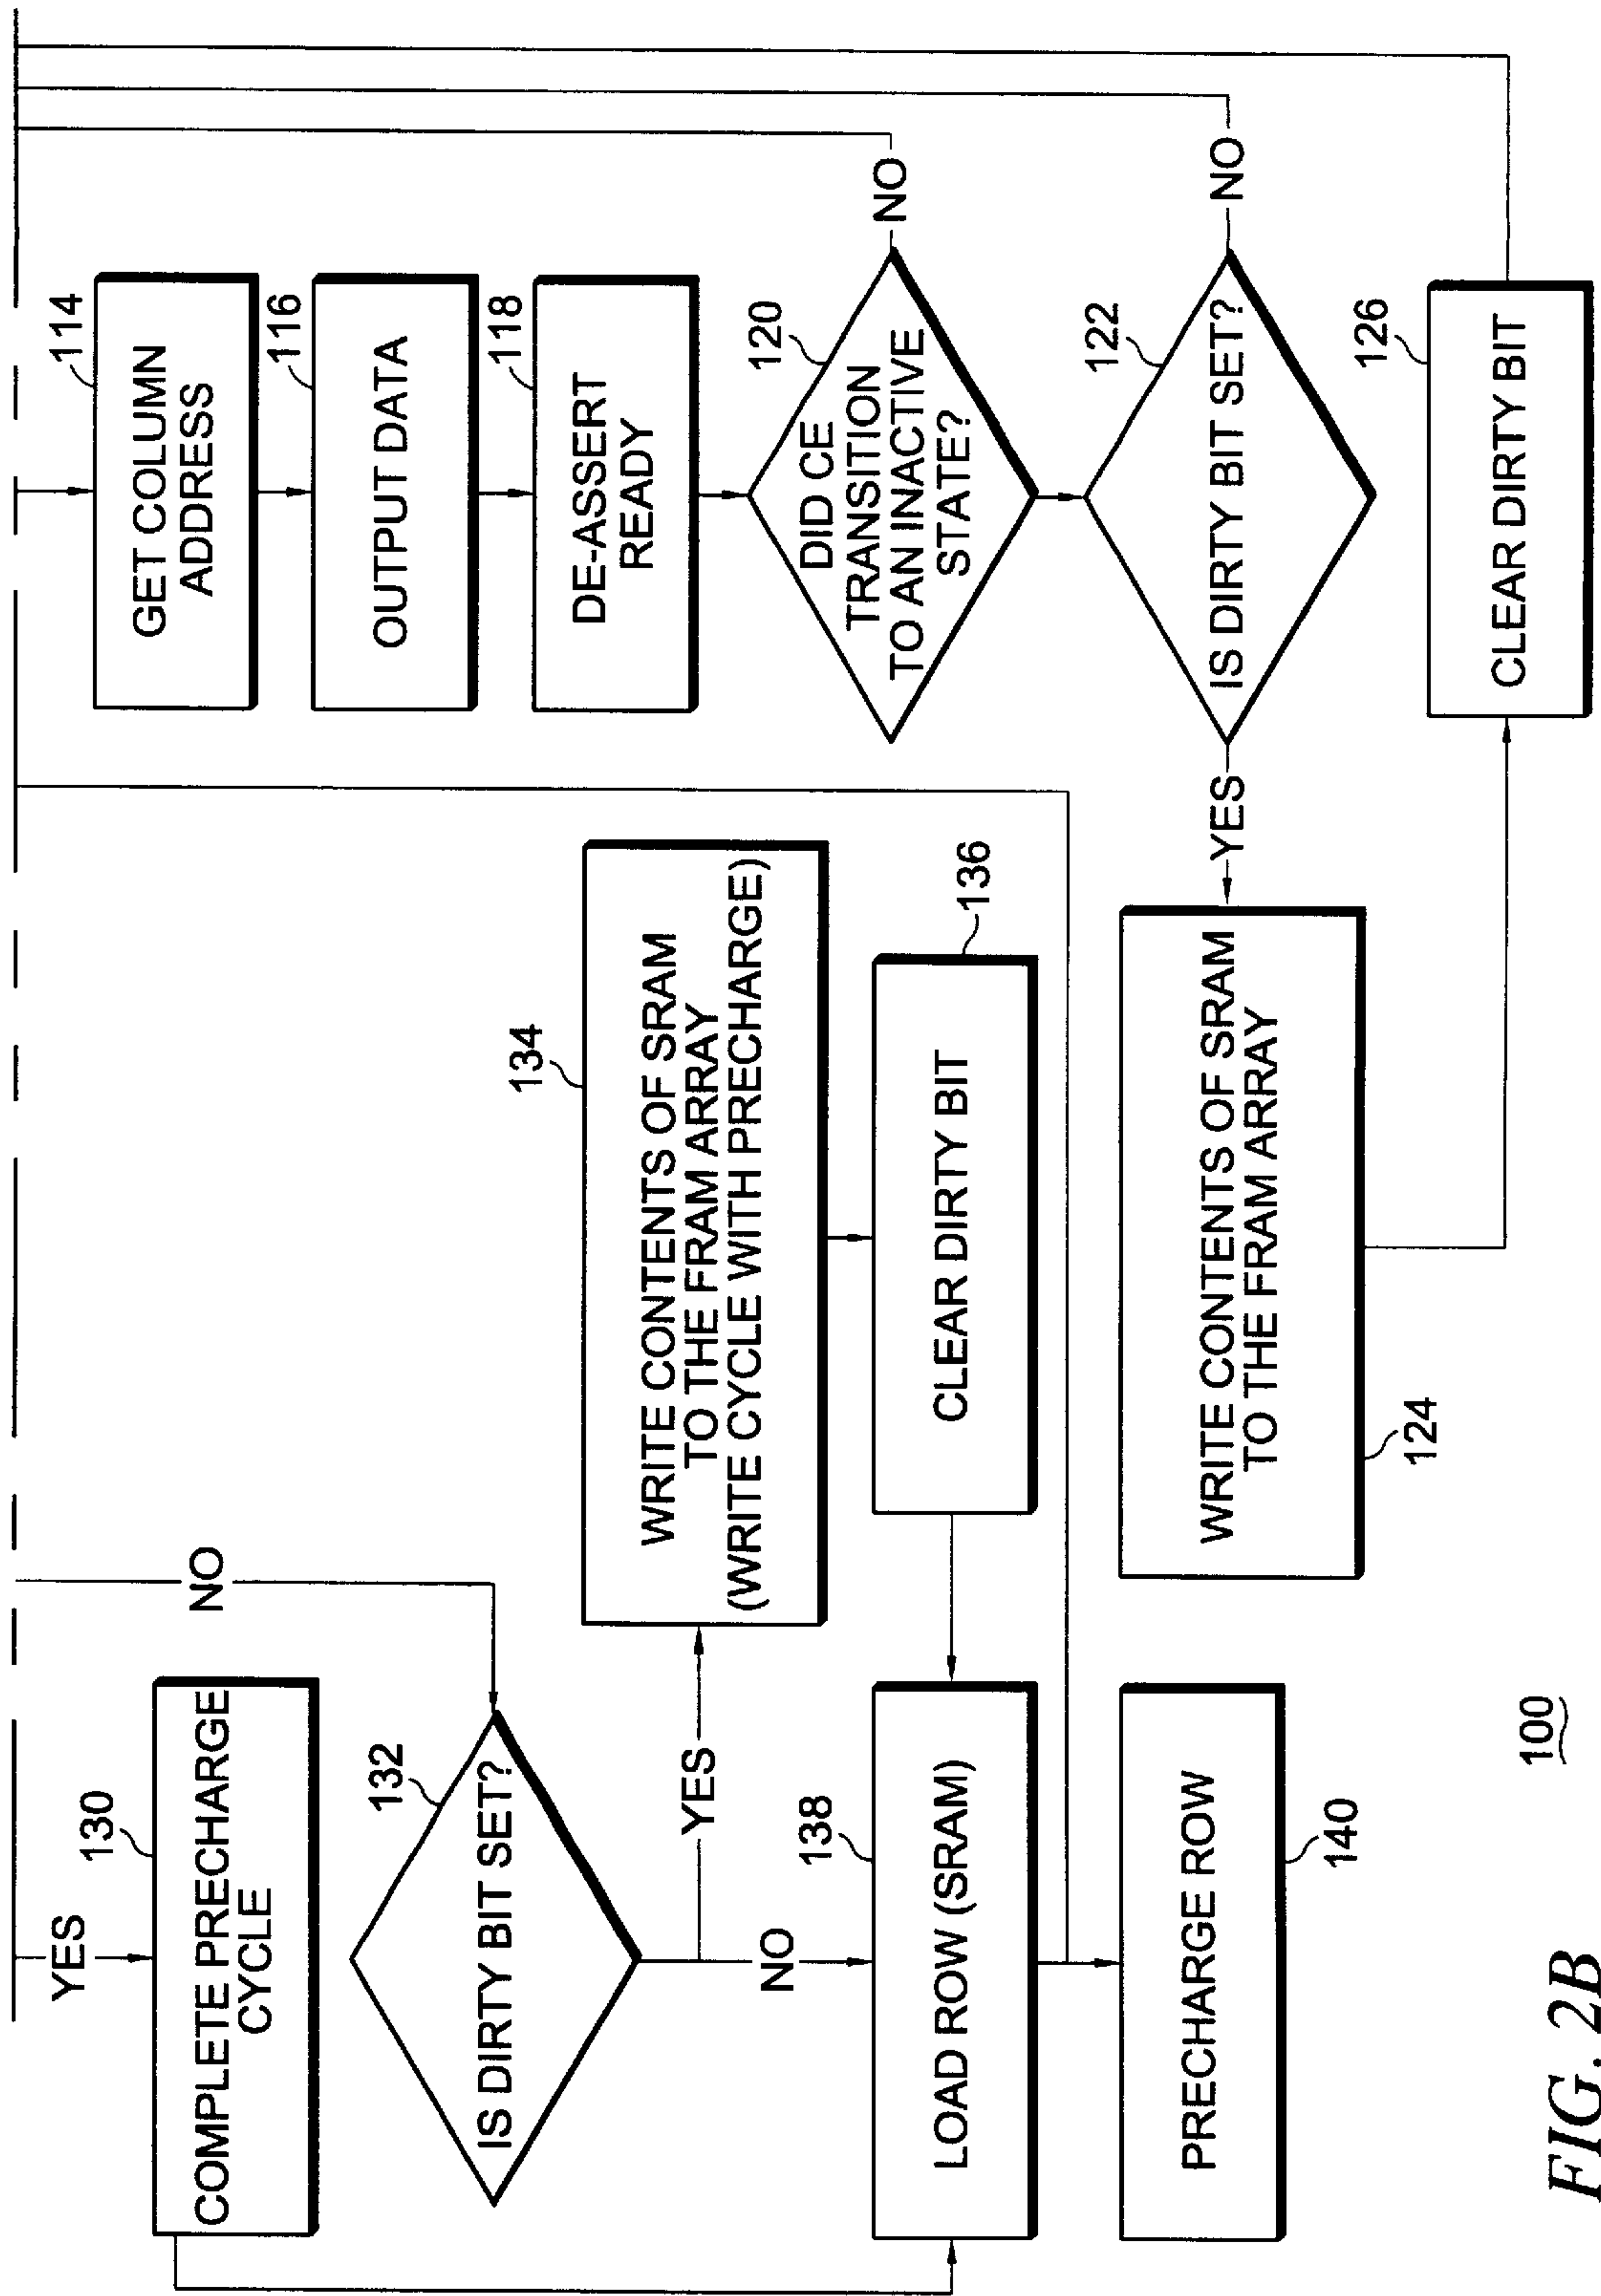 YES
130
COMPLETE PRECHARGE
CYCLE
NO
132
IS DIRTY BIT SET?
YES
NO
134
WRITE CONTENTS OF SRAM
TO THE FRAM ARRAY
(WRITE CYCLE WITH PRECHARGE)
136
CLEAR DIRTY BIT
138
LOAD ROW (SRAM)
140
PRECHARGE ROW
114
GET COLUMN
ADDRESS
116
OUTPUT DATA
118
DE-ASSERT
READY
120
DID CE
TRANSITION
TO AN INACTIVE
STATE?
NO
122
IS DIRTY BIT SET?
NO
YES
124
WRITE CONTENTS OF SRAM
TO THE FRAM ARRAY
126
CLEAR DIRTY BIT
100
FIG. 2B